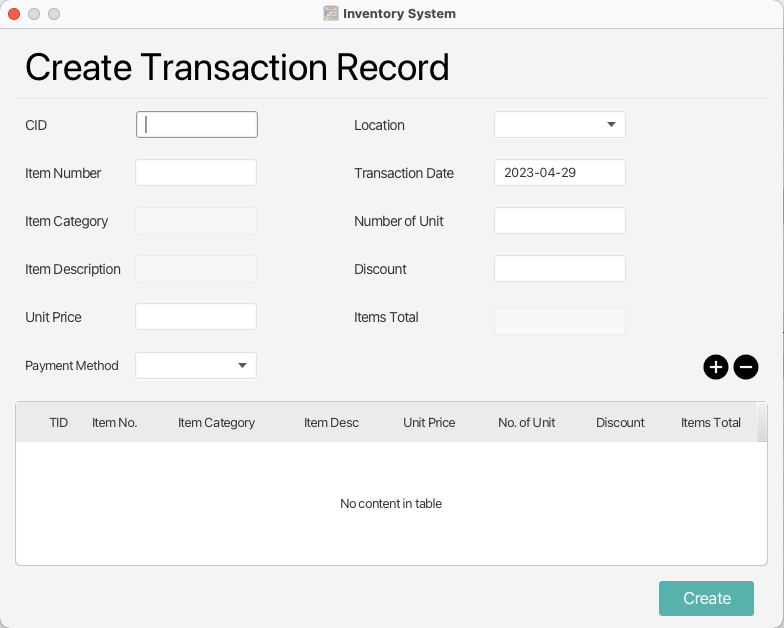 Inventory System
Create Transaction Record
CID
Location
Item Number
Transaction Date
2023-04-29
Item Category
Number of Unit
Item Description
Discount
Unit Price
Items Total
Payment Method
TID Item No. Item Category Item Desc Unit Price No. of Unit Discount Items Total
No content in table
Create